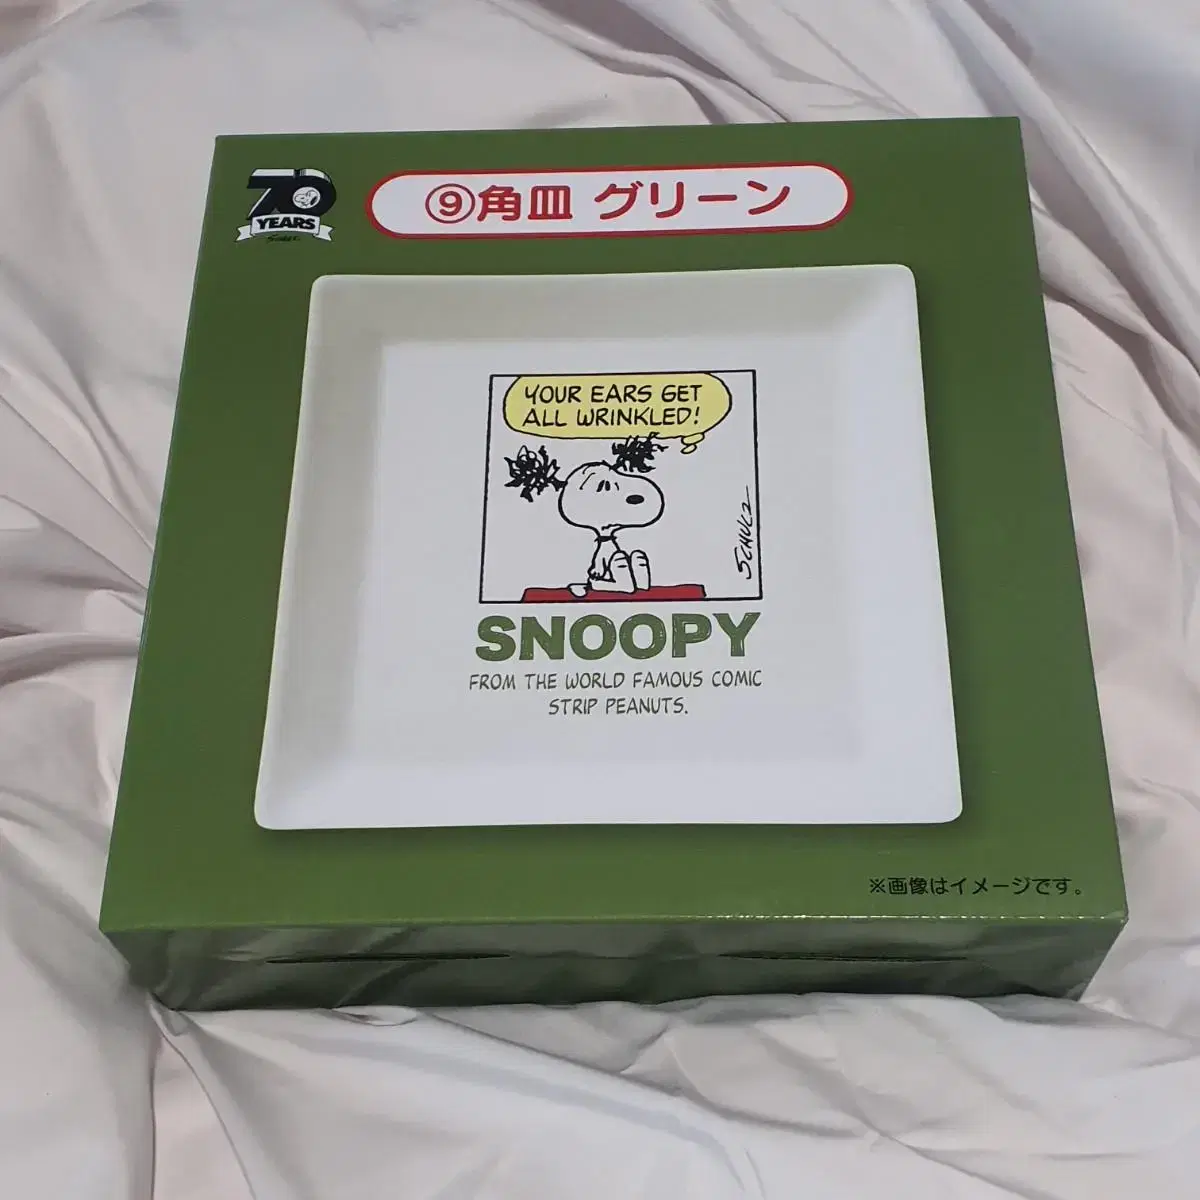 70
YEARS
⑨角皿 グリーン
YOUR EARS GET
ALL WRINKLED!
SCHULZ
SNOOPY
FROM THE WORLD FAMOUS COMIC
STRIP PEANUTS.
※画像はイメージです。